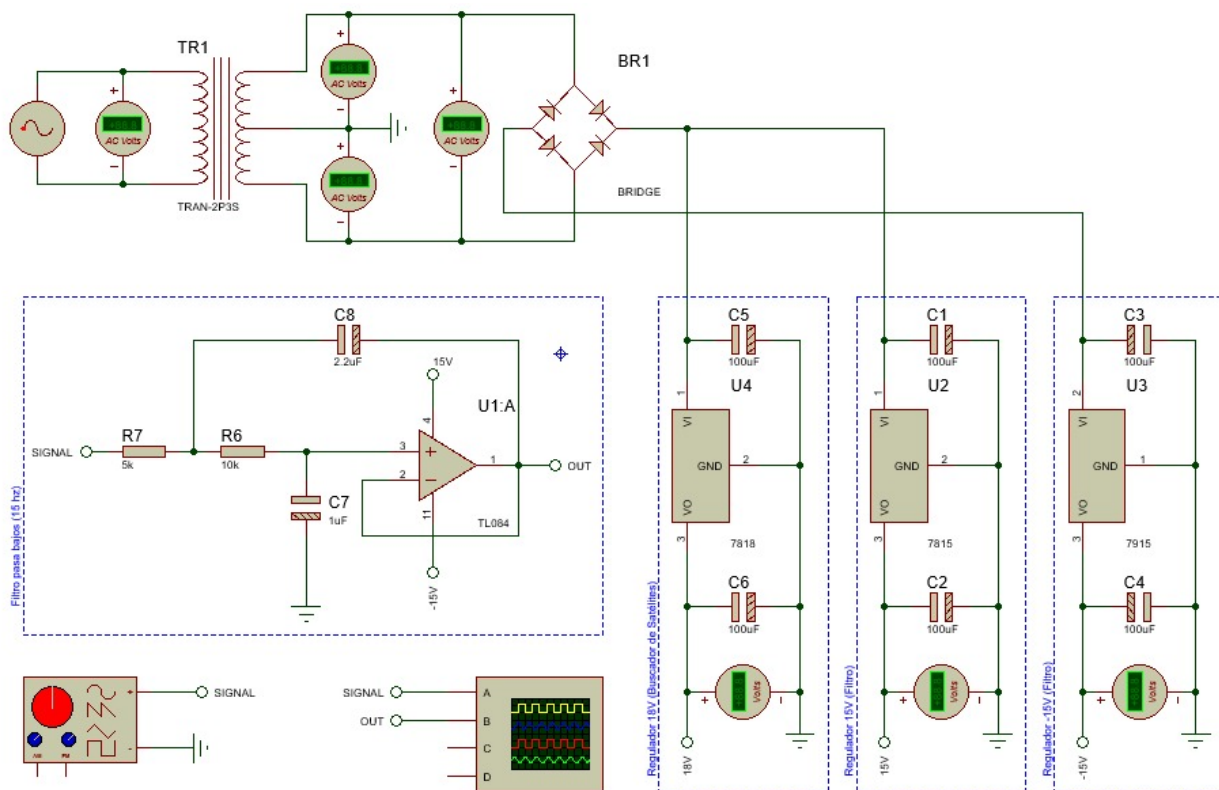 TR1
TRAN-2P3S
AC Volts
AC Volts
AC Volts
AC Volts
BR1
BRIDGE
C8
2.2uF
15V
U1:A
4
3
2
1
11
TL084
-15V
SIGNAL
R7
5k
R6
10k
C7
1uF
OUT
Filtro pasa bajos (15 hz)
C5
100uF
U4
1
VI
GND
2
VO
3
7818
C6
100uF
Volts
18V
Regulador 18V (Buscador de Satélites)
C1
100uF
U2
1
VI
GND
2
VO
3
7815
C2
100uF
Volts
15V
Regulador 15V (Filtro)
C3
100uF
U3
2
VI
GND
1
VO
3
7915
C4
100uF
Volts
-15V
Regulador -15V (Filtro)
SIGNAL
AM
FM
SIGNAL
OUT
A
B
C
D